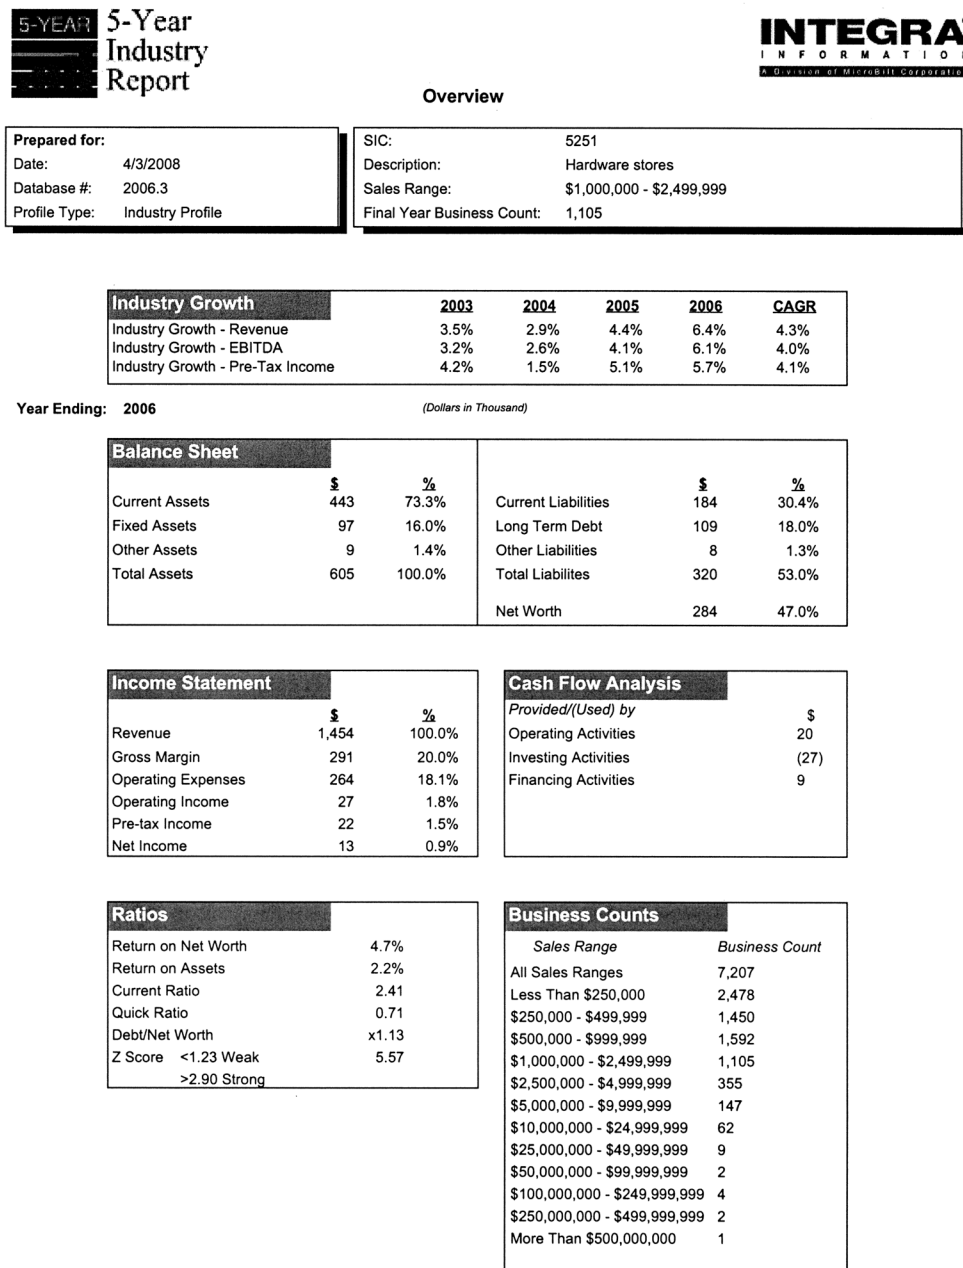 5-YEAR
5-Year
Industry
Report
INTEGRA
INFORMATIO
A Division of MicroBilt Corporatio
Overview
Prepared for:
Date: 4/3/2008
Database #: 2006.3
Profile Type: Industry Profile
SIC: 5251
Description: Hardware stores
Sales Range: $1,000,000 - $2,499,999
Final Year Business Count: 1,105
Industry Growth 2003 2004 2005 2006 CAGR
Industry Growth - Revenue 3.5% 2.9% 4.4% 6.4% 4.3%
Industry Growth - EBITDA 3.2% 2.6% 4.1% 6.1% 4.0%
Industry Growth - Pre-Tax Income 4.2% 1.5% 5.1% 5.7% 4.1%
Year Ending: 2006 (Dollars in Thousand)
Balance Sheet
$ % $ %
Current Assets 443 73.3% Current Liabilities 184 30.4%
Fixed Assets 97 16.0% Long Term Debt 109 18.0%
Other Assets 9 1.4% Other Liabilities 8 1.3%
Total Assets 605 100.0% Total Liabilites 320 53.0%
Net Worth 284 47.0%
Income Statement
$ %
Revenue 1,454 100.0%
Gross Margin 291 20.0%
Operating Expenses 264 18.1%
Operating Income 27 1.8%
Pre-tax Income 22 1.5%
Net Income 13 0.9%
Cash Flow Analysis
Provided/(Used) by $
Operating Activities 20
Investing Activities (27)
Financing Activities 9
Ratios
Return on Net Worth 4.7%
Return on Assets 2.2%
Current Ratio 2.41
Quick Ratio 0.71
Debt/Net Worth x1.13
Z Score <1.23 Weak 5.57
>2.90 Strong
Business Counts
Sales Range Business Count
All Sales Ranges 7,207
Less Than $250,000 2,478
$250,000 - $499,999 1,450
$500,000 - $999,999 1,592
$1,000,000 - $2,499,999 1,105
$2,500,000 - $4,999,999 355
$5,000,000 - $9,999,999 147
$10,000,000 - $24,999,999 62
$25,000,000 - $49,999,999 9
$50,000,000 - $99,999,999 2
$100,000,000 - $249,999,999 4
$250,000,000 - $499,999,999 2
More Than $500,000,000 1